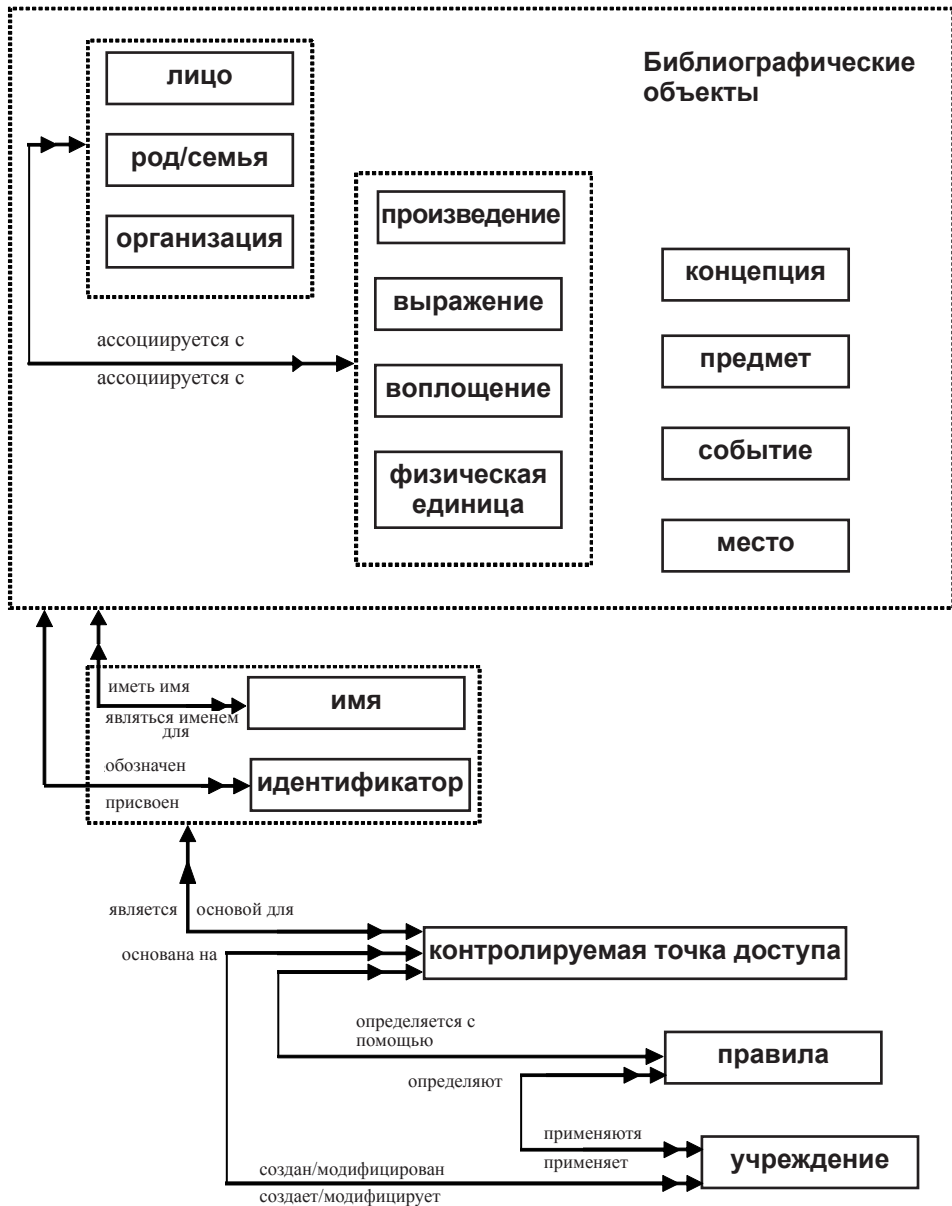 Библиографические
объекты
лицо
род/семья
организация
произведение
выражение
воплощение
физическая
единица
концепция
предмет
событие
место
ассоциируется с
ассоциируется с
иметь имя
являться именем
для
имя
обозначен
присвоен
идентификатор
является
основой для
основана на
контролируемая точка доступа
определяется с
помощью
определяют
правила
применяютя
применяет
учреждение
создан/модифицирован
создает/модифицирует